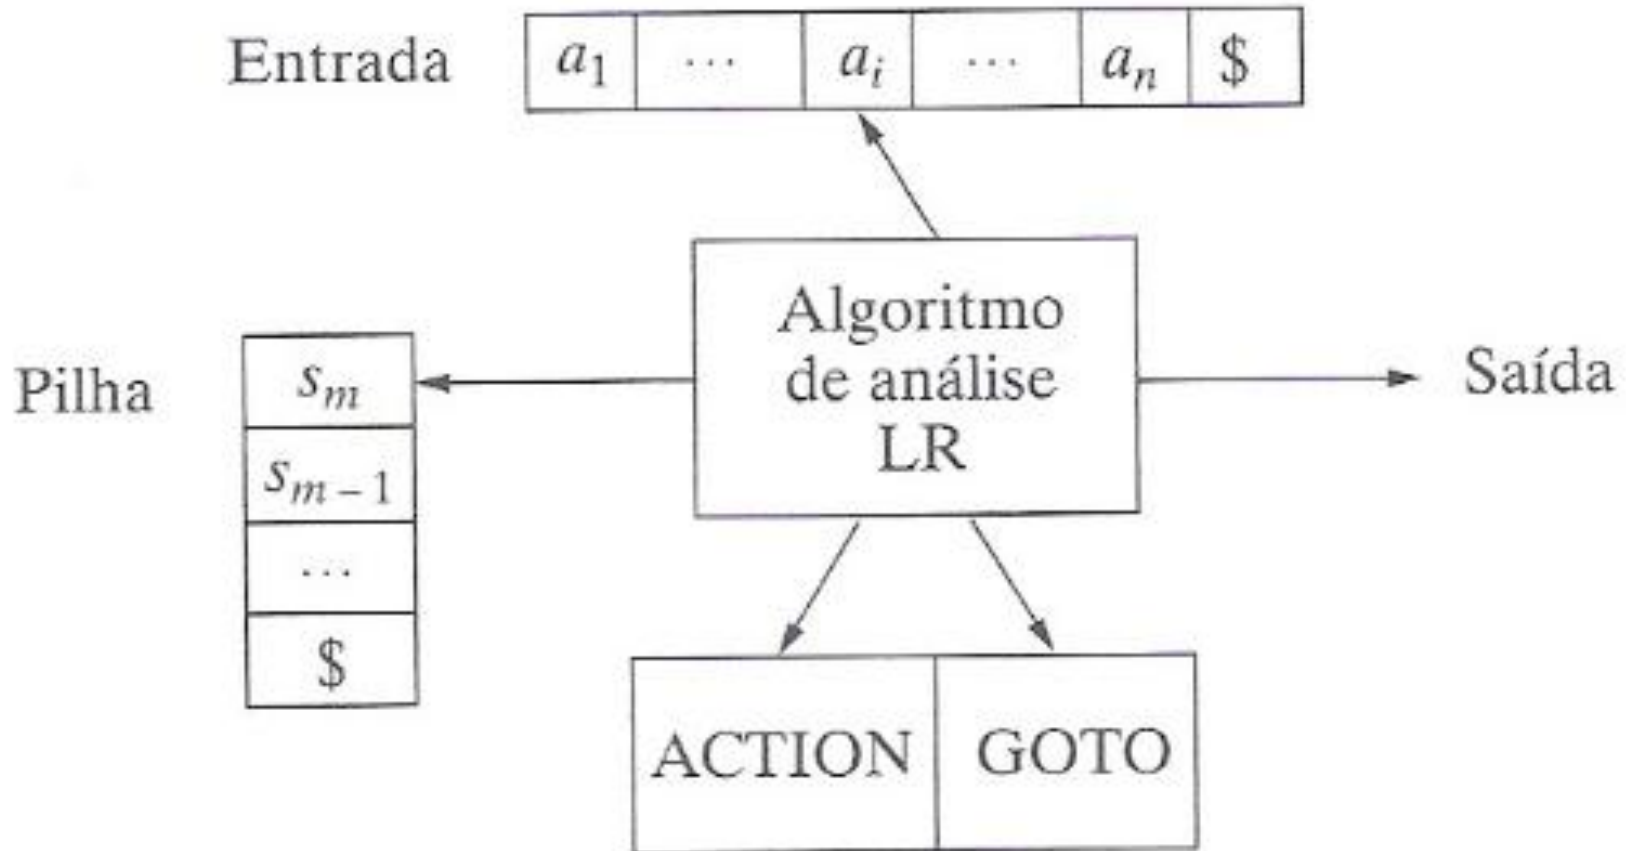 Entrada a₁ ... aᵢ ... aₙ $
Algoritmo
de análise
LR
Pilha
sₘ
sₘ₋₁
...
$
Saída
ACTION GOTO